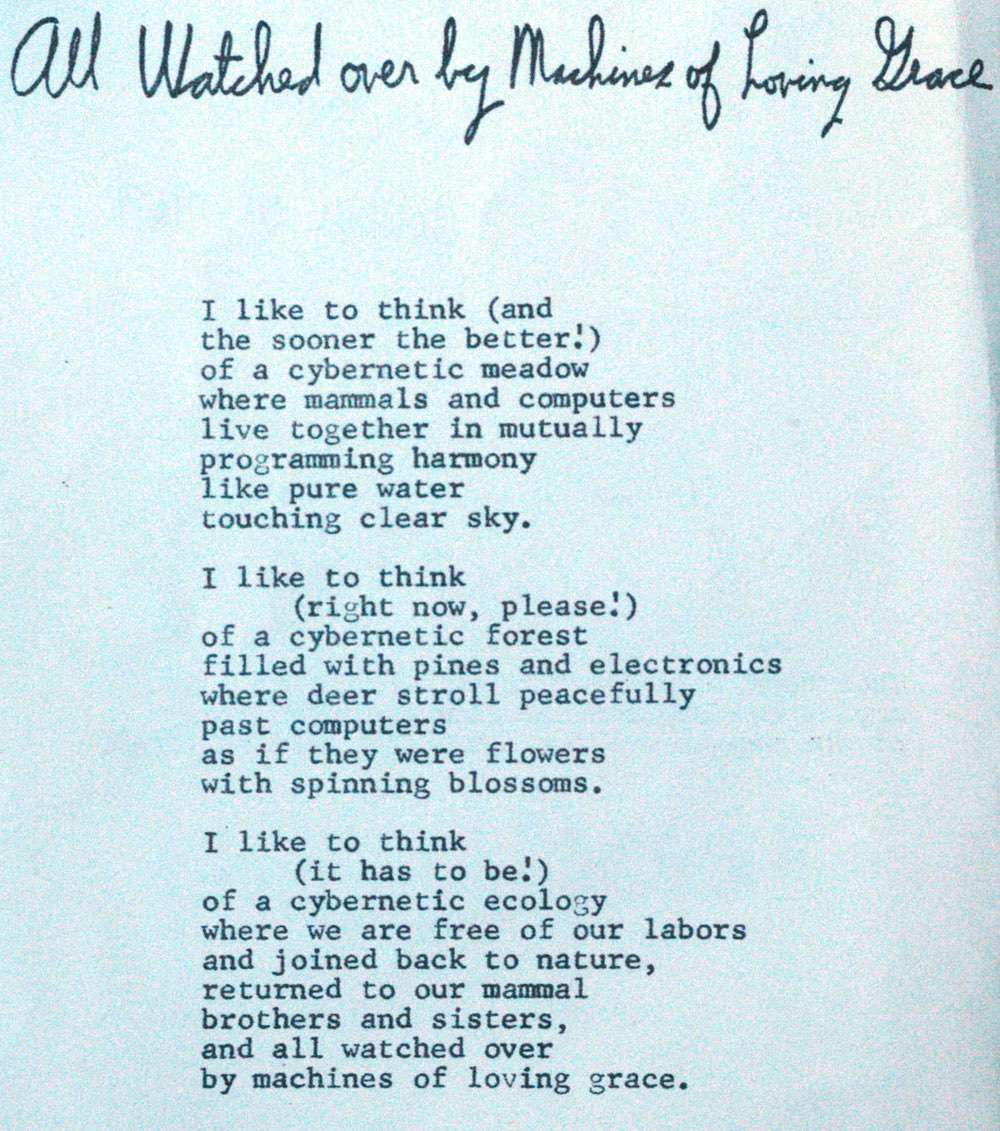 All Watched over by Machines of Loving Grace
I like to think (and
the sooner the better!)
of a cybernetic meadow
where mammals and computers
live together in mutually
programming harmony
like pure water
touching clear sky.
I like to think
(right now, please!)
of a cybernetic forest
filled with pines and electronics
where deer stroll peacefully
past computers
as if they were flowers
with spinning blossoms.
I like to think
(it has to be!)
of a cybernetic ecology
where we are free of our labors
and joined back to nature,
returned to our mammal
brothers and sisters,
and all watched over
by machines of loving grace.